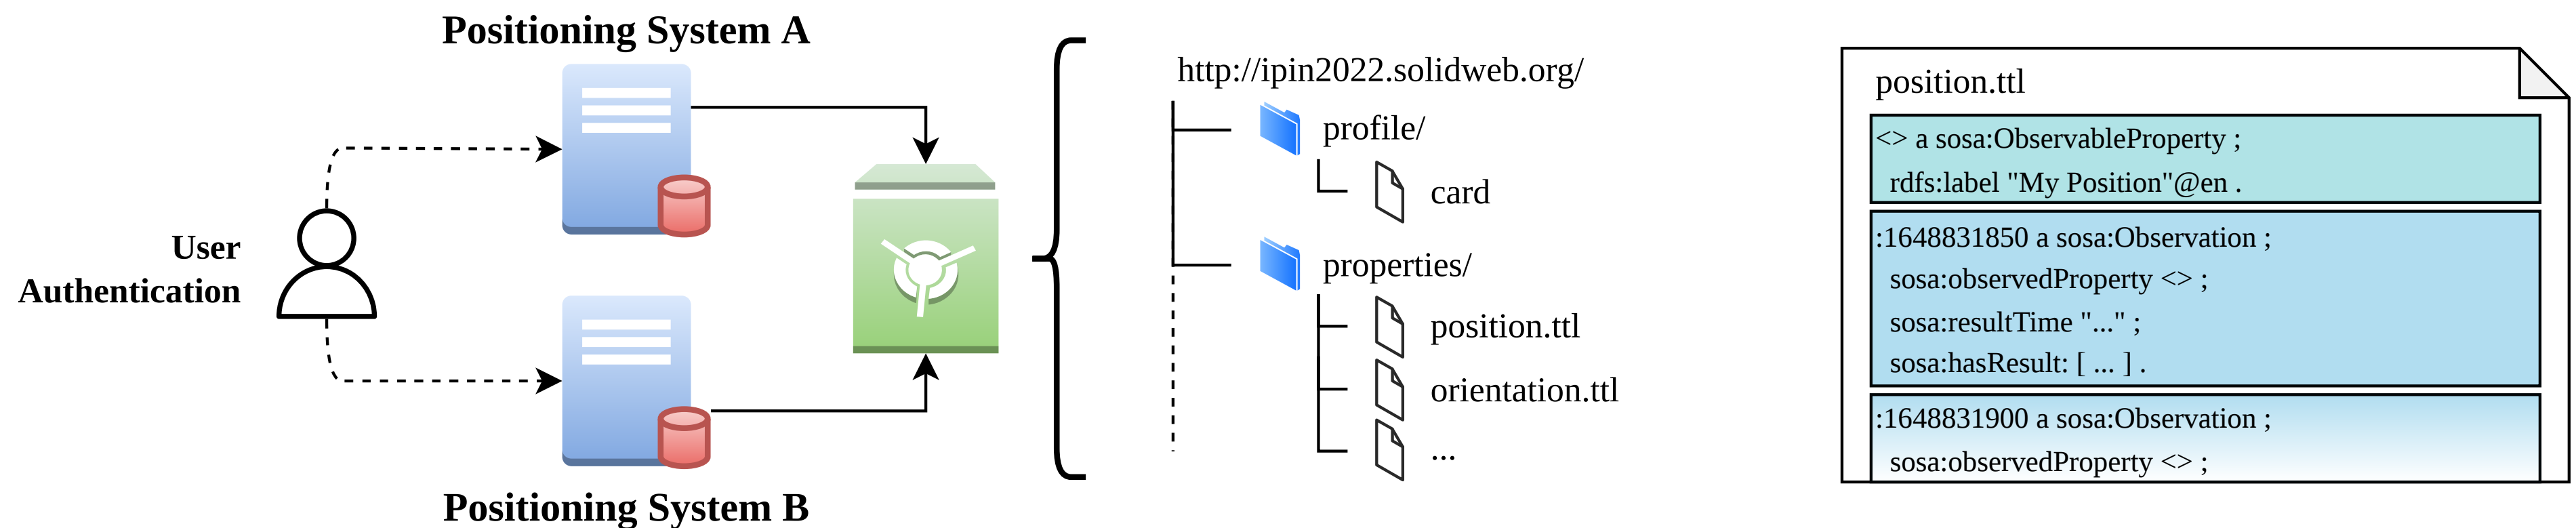 Positioning System A
User
Authentication
Positioning System B
http://ipin2022.solidweb.org/
profile/
card
properties/
position.ttl
orientation.ttl
...
position.ttl
<> a sosa:ObservableProperty ;
rdfs:label "My Position"@en .
:1648831850 a sosa:Observation ;
sosa:observedProperty <> ;
sosa:resultTime "..." ;
sosa:hasResult: [ ... ] .
:1648831900 a sosa:Observation ;
sosa:observedProperty <> ;